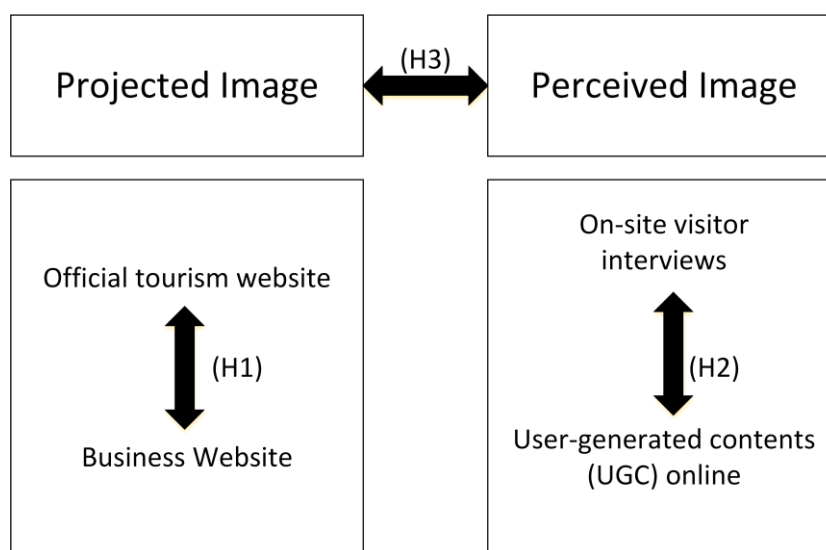 Projected Image
(H3)
Perceived Image
Official tourism website
(H1)
Business Website
On-site visitor
interviews
(H2)
User-generated contents
(UGC) online